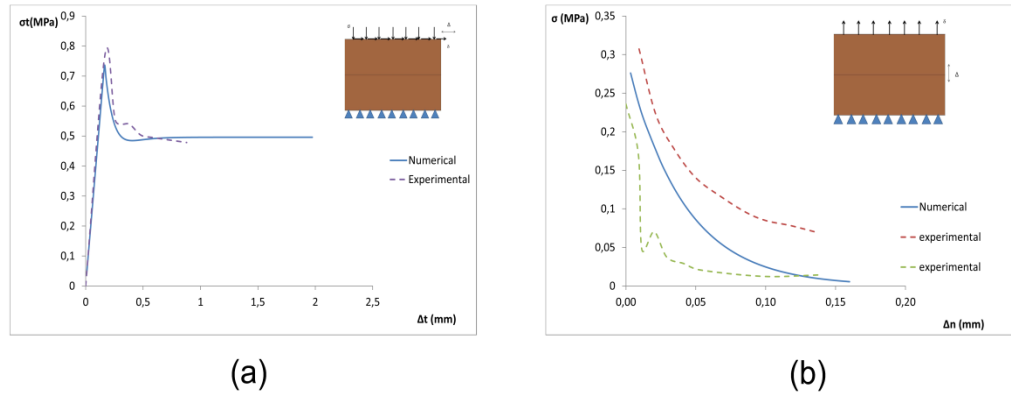 σt(MPa)
0,9
0,8
0,7
0,6
0,5
0,4
0,3
0,2
0,1
0
0 0,5 1 1,5 2 2,5
Δt (mm)
Numerical
Experimental
Δ Δ
Δ
(a)
σ (MPa)
0,35
0,3
0,25
0,2
0,15
0,1
0,05
0
0,00 0,05 0,10 0,15 0,20
Δn (mm)
Numerical
experimental
experimental
Δ
Δ
(b)